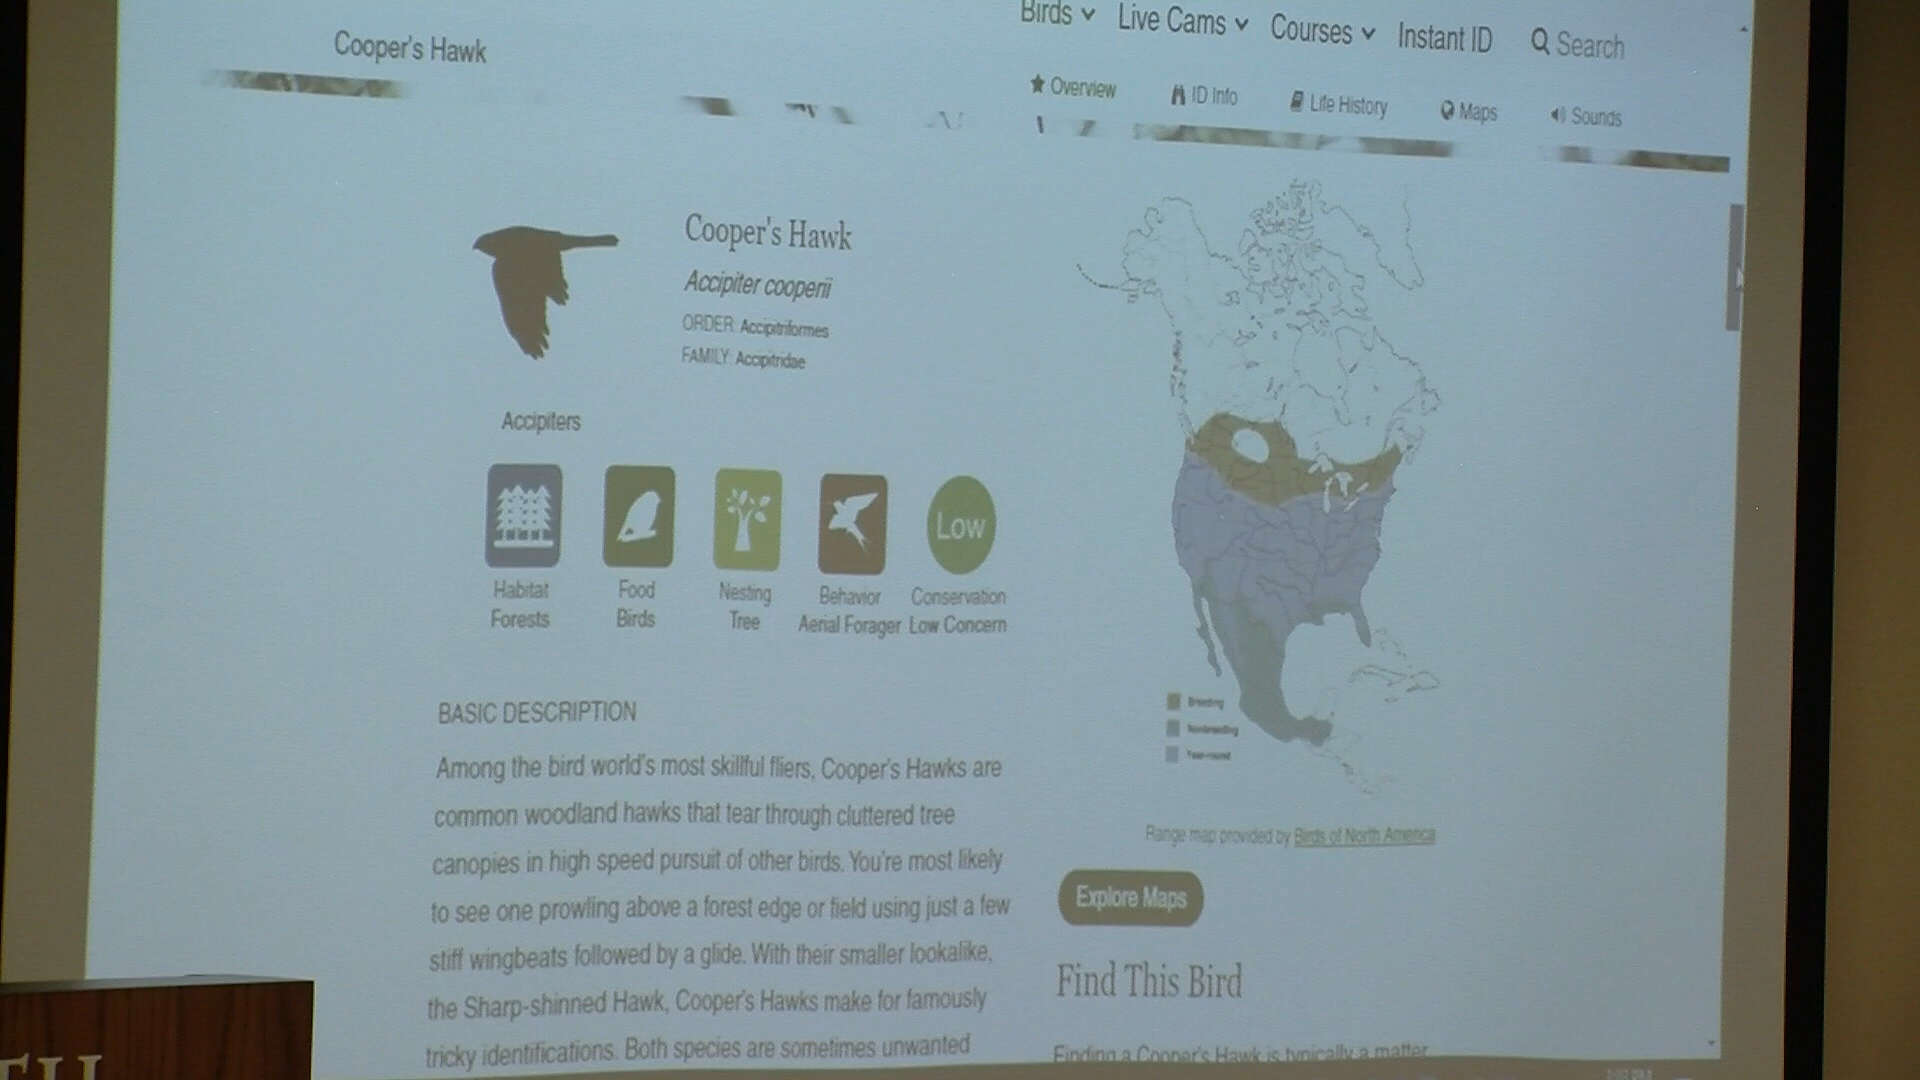 Cooper's Hawk
Birds Live Cams Courses Instant ID Search
Overview ID Info Life History Maps Sounds
Cooper's Hawk
Accipiter cooperii
ORDER: Accipitriformes
FAMILY: Accipitridae
Accipiters
Low
Habitat
Forests
Food
Birds
Nesting
Tree
Behavior
Aerial Forager
Conservation
Low Concern
BASIC DESCRIPTION
Among the bird world's most skillful fliers, Cooper's Hawks are
common woodland hawks that tear through cluttered tree
canopies in high speed pursuit of other birds. You're most likely
to see one prowling above a forest edge or field using just a few
stiff wingbeats followed by a glide. With their smaller lookalike,
the Sharp-shinned Hawk, Cooper's Hawks make for famously
tricky identifications. Both species are sometimes unwanted
Breeding
Nonbreeding
Year-round
Range map provided by Birds of North America
Explore Maps
Find This Bird
Finding a Cooper's Hawk is typically a matter